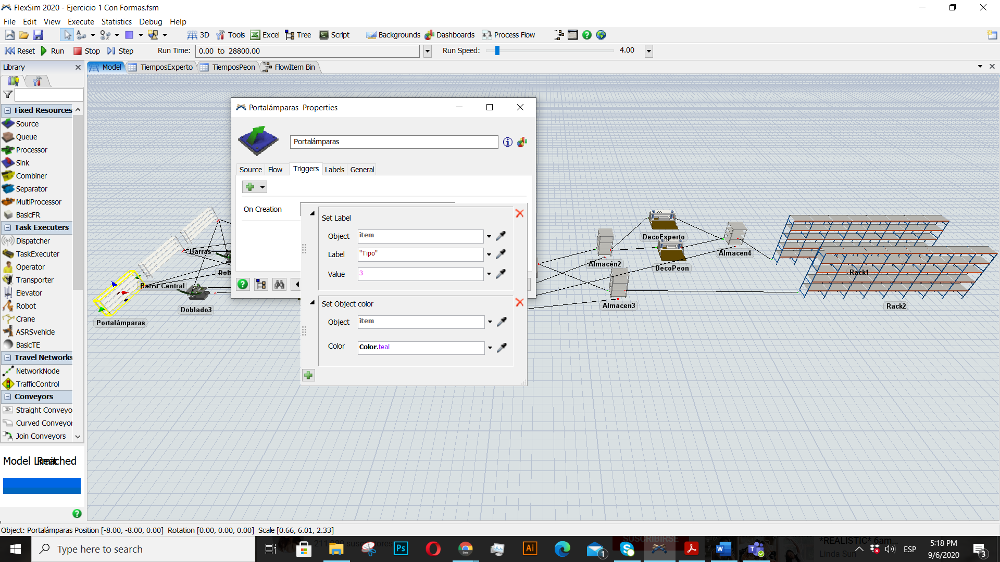 FlexSim 2020 - Ejercicio 1 Con Formas.fsm
File Edit View Execute Statistics Debug Help
3D Tools Excel Tree Script Backgrounds Dashboards Process Flow
Reset Run Stop Step Run Time: 0.00 to 28800.00 Run Speed: 4.00
Library
Model TiemposExperto TiemposPeon FlowItem Bin
Fixed Resources
Source
Queue
Processor
Sink
Combiner
Separator
MultiProcessor
BasicFR
Task Executers
Dispatcher
TaskExecuter
Operator
Transporter
Elevator
Robot
Crane
ASRSvehicle
BasicTE
Travel Networks
NetworkNode
TrafficControl
Conveyors
Straight Conveyo
Curved Conveyor
Join Conveyors
Model Limit Reached
Portalámparas Properties
Portalámparas
Source Flow Triggers Labels General
On Creation
Set Label
Object item
Label "Tipo"
Value 3
Set Object color
Object item
Color Color.teal
Barras
Dob
Barra Central
Doblado3
Portalámparas
DecoExperto
Almacén2
DecoPeon
Almacen4
Almacen3
Rack1
Rack2
Object: Portalámparas Position [-8.00, -8.00, 0.00] Rotation [0.00, 0.00, 0.00] Scale [0.66, 6.01, 2.33]
Type here to search
Ps
Ai
1
SUSCRIBIRSE
*REALISTIC* 6am...
Linda Sun
ESP
5:18 PM
9/6/2020
3